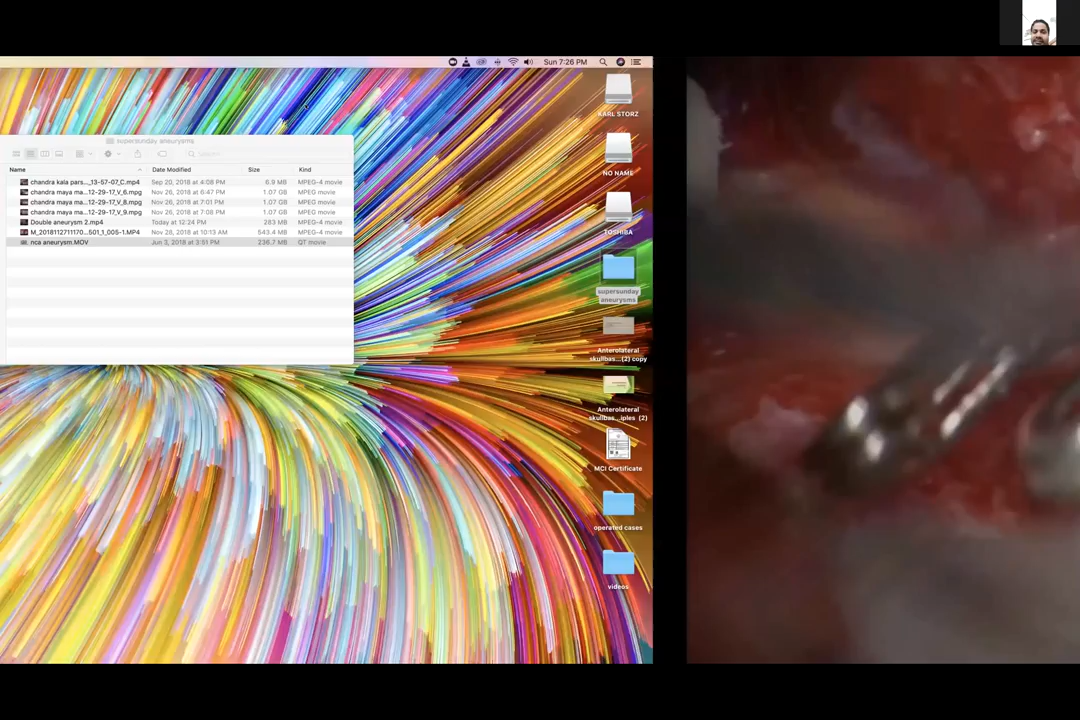 Sun 7:26 PM
supersunday aneurysms
Search
Name Date Modified Size Kind
chandra kala pars..._13-57-07_C.mp4 Sep 20, 2018 at 4:08 PM 6.9 MB MPEG-4 movie
chandra maya ma...12-29-17_V_6.mpg Nov 26, 2018 at 6:47 PM 1.07 GB MPEG movie
chandra maya ma...12-29-17_V_8.mpg Nov 26, 2018 at 7:01 PM 1.07 GB MPEG movie
chandra maya ma...12-29-17_V_9.mpg Nov 26, 2018 at 7:08 PM 1.07 GB MPEG movie
Double aneurysm 2.mp4 Today at 12:24 PM 263 MB MPEG-4 movie
M_2018112711170...501_1_005-1.MP4 Nov 28, 2018 at 10:13 AM 543.4 MB MPEG-4 movie
nca aneurysm.MOV Jun 3, 2018 at 3:51 PM 236.7 MB QT movie
KARL STORZ
NO NAME
TOSHIBA
supersunday
aneurysms
Anterolateral
skullbas...(2) copy
Anterolateral
skullbas...iples (2)
MCI Certificate
operated cases
videos